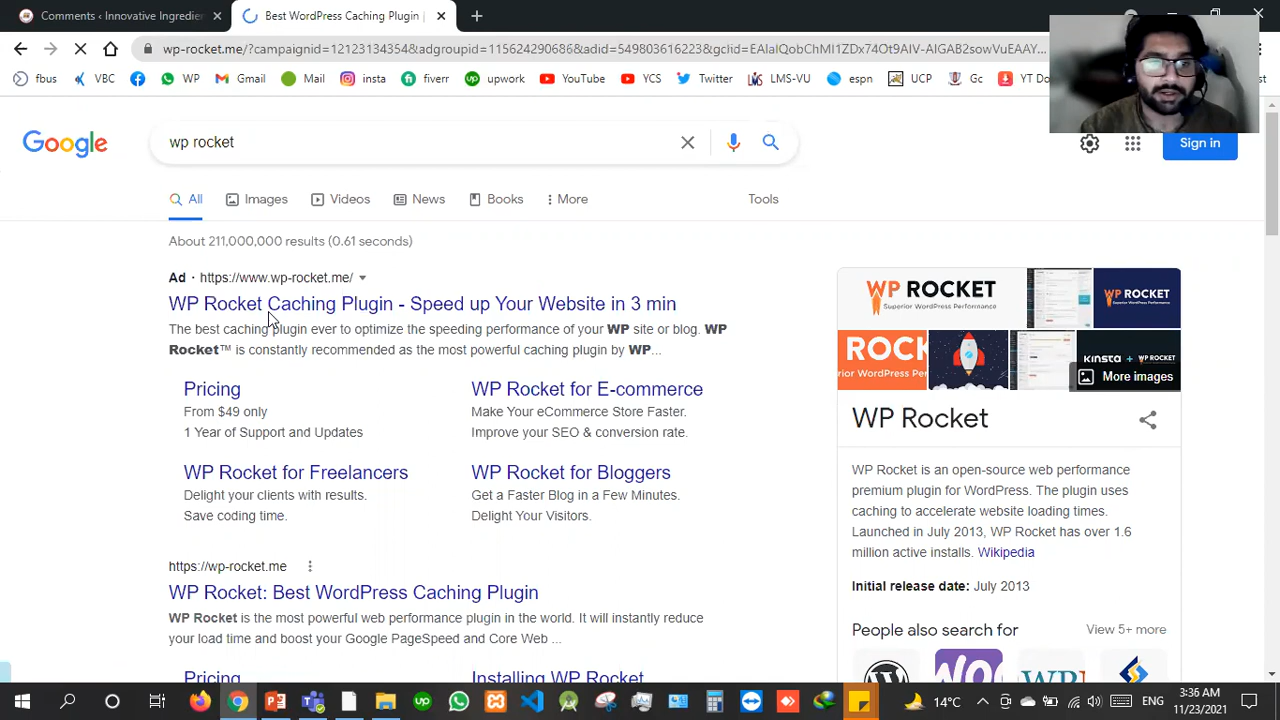 Comments ‹ Innovative Ingredien
Best WordPress Caching Plugin |
wp-rocket.me/?campaignid=12123134354&adgroupid=115624290686&adid=549803616223&gclid=EAIaIQobChMI1ZDx74Ot9AIV-AIGAB2sowVuEAAY...
fbus VBC WP Gmail Mail insta fiverr upwork YouTube YCS Twitter LMS-VU espn UCP Gc YT Do
Google wp rocket Sign in
All Images Videos News Books More Tools
About 211,000,000 results (0.61 seconds)
Ad · https://www.wp-rocket.me/
WP Rocket Caching Plugin - Speed up Your Website in 3 min
The best caching plugin ever to optimize the speeding performance of your WP site or blog. WP
Rocket™ is constantly recommended as the most powerful caching plugin by WP...
Pricing
From $49 only
1 Year of Support and Updates
WP Rocket for E-commerce
Make Your eCommerce Store Faster.
Improve your SEO & conversion rate.
WP Rocket for Freelancers
Delight your clients with results.
Save coding time.
WP Rocket for Bloggers
Get a Faster Blog in a Few Minutes.
Delight Your Visitors.
https://wp-rocket.me
WP Rocket: Best WordPress Caching Plugin
WP Rocket is the most powerful web performance plugin in the world. It will instantly reduce
your load time and boost your Google PageSpeed and Core Web ...
Pricing
Installing WP Rocket
WP ROCKET
Superior WordPress Performance
WP ROCKET
ROCK
erior WordPress Perf
KINSTA + WP ROCKET
More images
WP Rocket
WP Rocket is an open-source web performance
premium plugin for WordPress. The plugin uses
caching to accelerate website loading times.
Launched in July 2013, WP Rocket has over 1.6
million active installs. Wikipedia
Initial release date: July 2013
People also search for View 5+ more
ENG
3:36 AM
11/23/2021
14°C